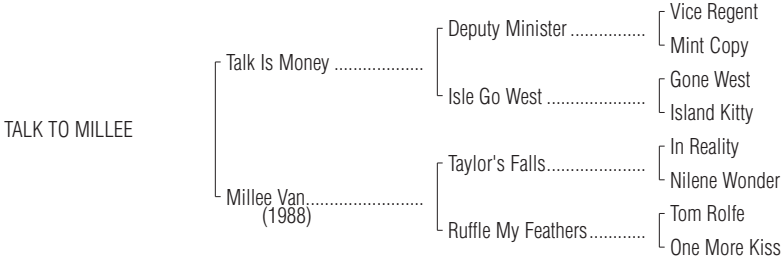 Vice Regent
Deputy Minister ................
Mint Copy
Talk Is Money ...................
Gone West
Isle Go West .....................
Island Kitty
TALK TO MILLEE
In Reality
Taylor's Falls.....................
Nilene Wonder
Millee Van.........................
(1988)
Tom Rolfe
Ruffle My Feathers............
One More Kiss